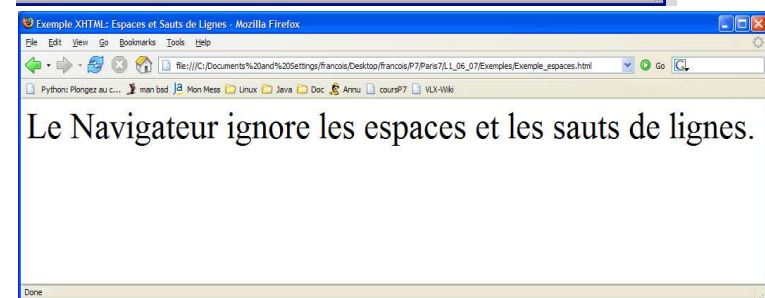 Exemple XHTML: Espaces et Sauts de Lignes - Mozilla Firefox
File Edit View Go Bookmarks Tools Help
file:///C:/Documents%20and%20Settings/francois/Desktop/francois/P7/Paris7/L1_06_07/Exemples/Exemple_espaces.html Go G
Python: Plongez au c... man bsd Mon Mess Linux Java Doc Annu coursP7 VLX-Wiki
Le Navigateur ignore les espaces et les sauts de lignes.
Done